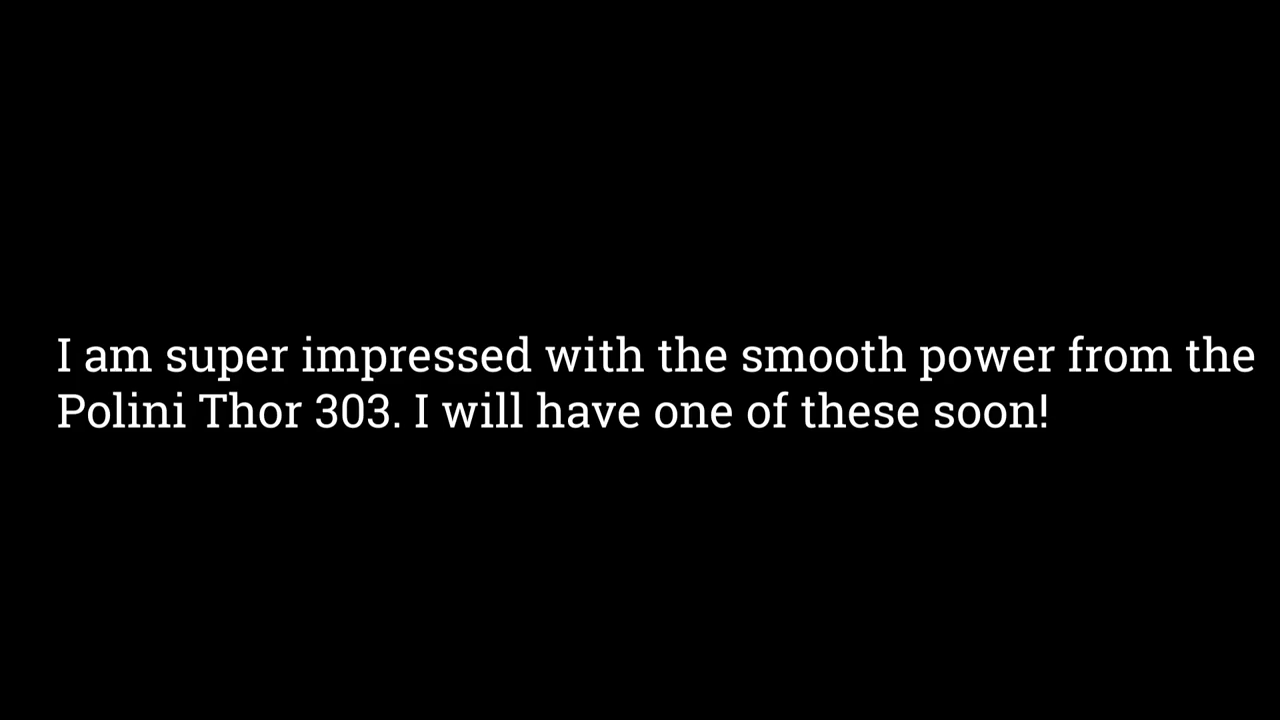 I am super impressed with the smooth power from the
Polini Thor 303. I will have one of these soon!